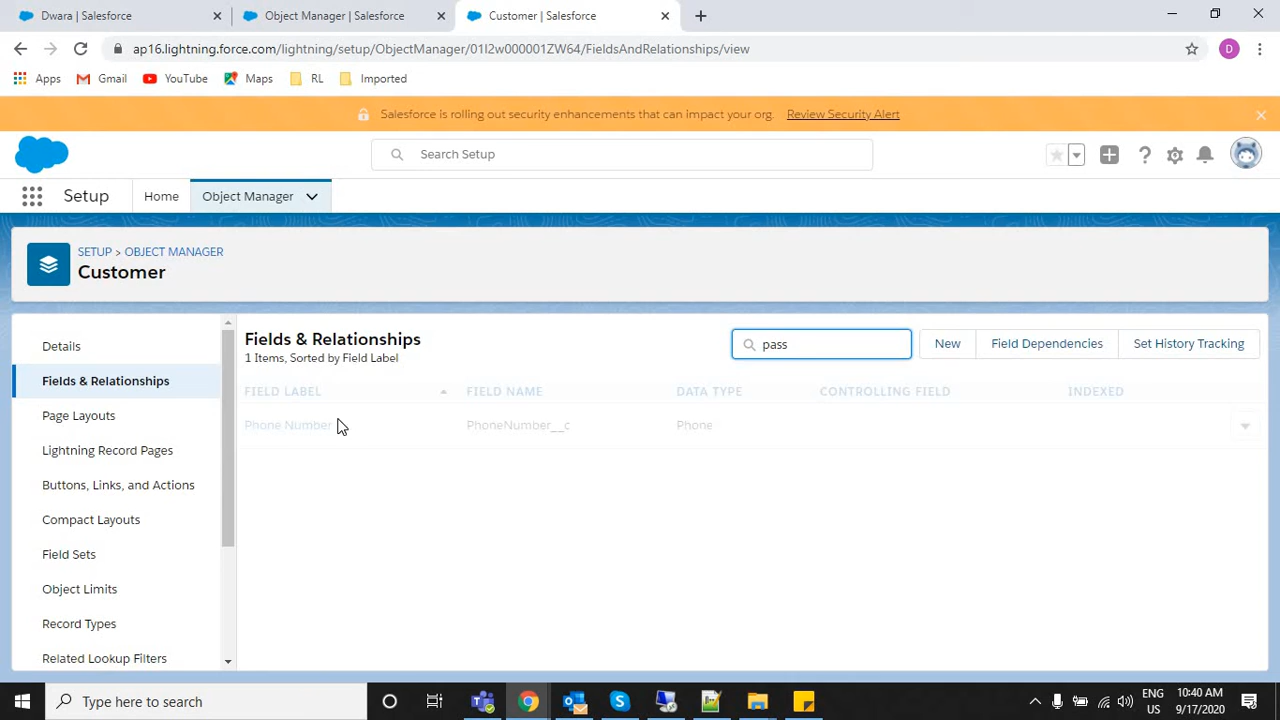 Dwara | Salesforce
Object Manager | Salesforce
Customer | Salesforce
ap16.lightning.force.com/lightning/setup/ObjectManager/01I2w000001ZW64/FieldsAndRelationships/view
D
Apps
Gmail
YouTube
Maps
RL
Imported
Salesforce is rolling out security enhancements that can impact your org. Review Security Alert
Search Setup
Setup
Home
Object Manager
SETUP > OBJECT MANAGER
Customer
Details
Fields & Relationships
Page Layouts
Lightning Record Pages
Buttons, Links, and Actions
Compact Layouts
Field Sets
Object Limits
Record Types
Related Lookup Filters
Fields & Relationships
1 Items, Sorted by Field Label
pass
New
Field Dependencies
Set History Tracking
FIELD LABEL FIELD NAME DATA TYPE CONTROLLING FIELD INDEXED
Phone Number PhoneNumber__c Phone
Type here to search
ENG
US
10:40 AM
9/17/2020